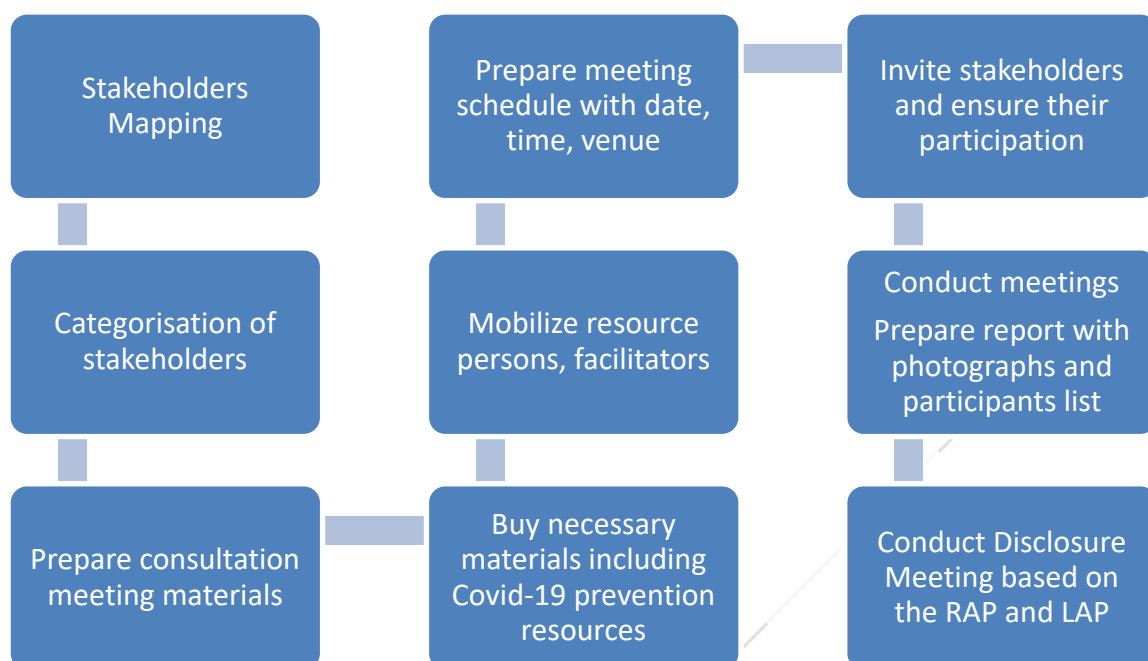 Stakeholders
Mapping
Categorisation of
stakeholders
Prepare consultation
meeting materials
Buy necessary
materials including
Covid-19 prevention
resources
Mobilize resource
persons, facilitators
Prepare meeting
schedule with date,
time, venue
Invite stakeholders
and ensure their
participation
Conduct meetings
Prepare report with
photographs and
participants list
Conduct Disclosure
Meeting based on
the RAP and LAP